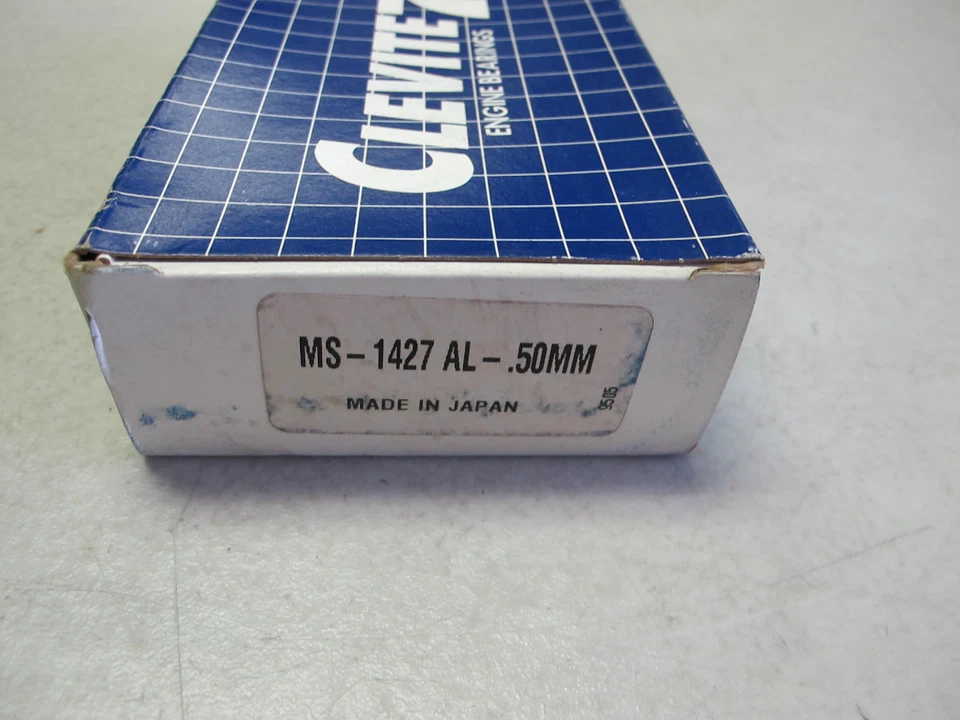 CLEVITE
ENGINE BEARINGS
MS-1427 AL-.50MM
MADE IN JAPAN